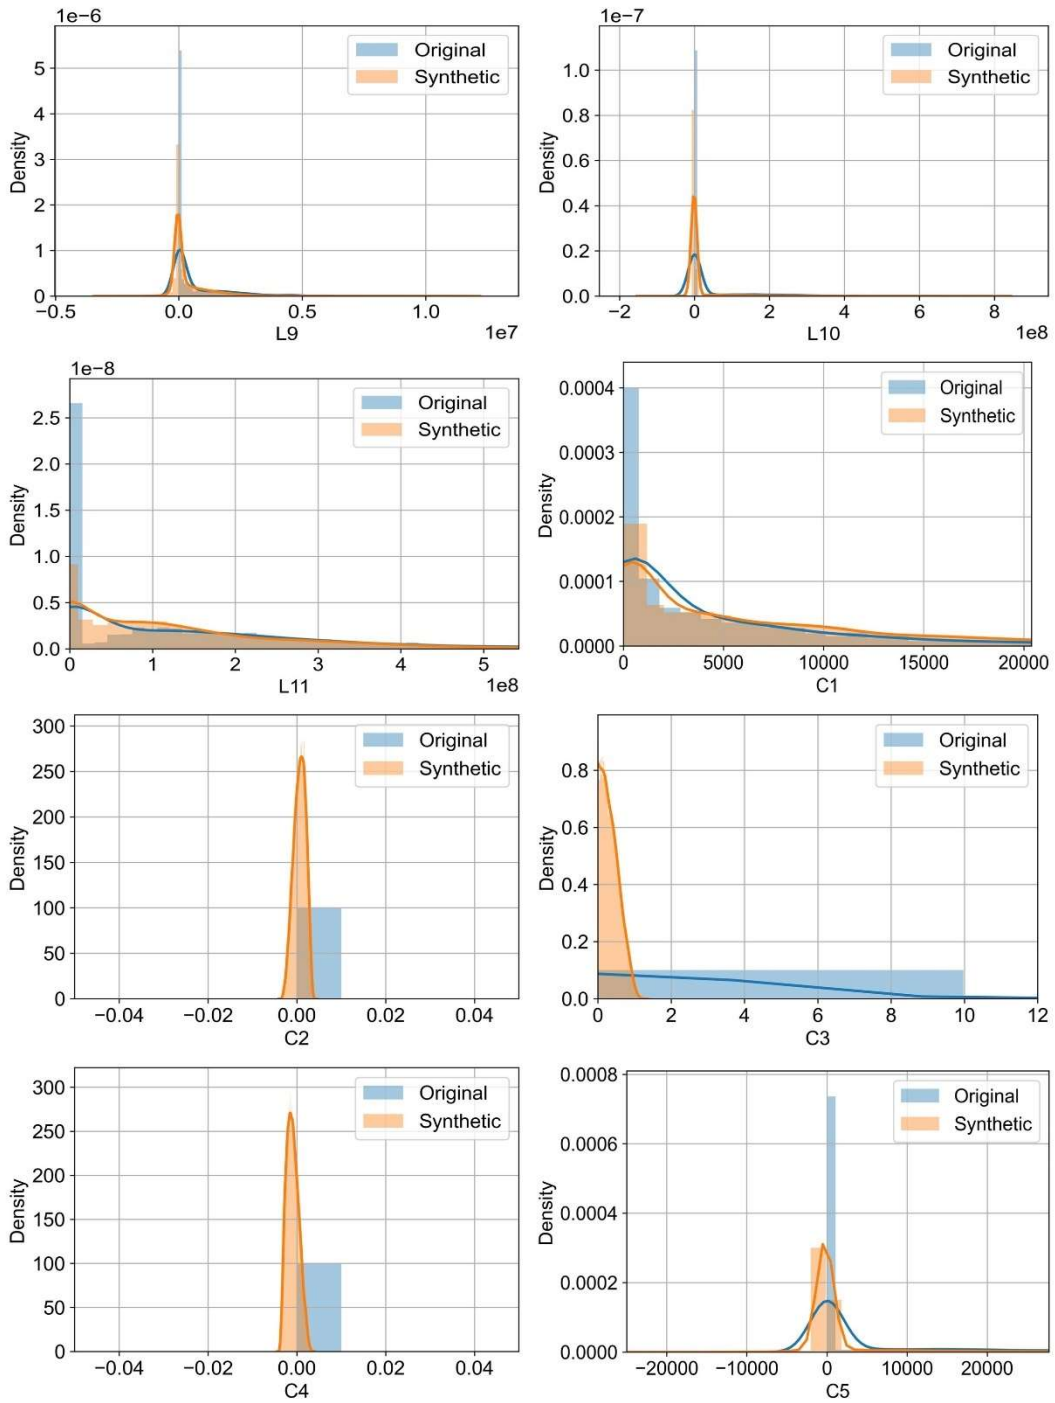 1e−6
Original
Synthetic
Density
5
4
3
2
1
0
−0.5
0.0
0.5
1.0
L9
1e7
1e−7
Original
Synthetic
Density
1.0
0.8
0.6
0.4
0.2
0.0
−2
0
2
4
6
8
L10
1e8
1e−8
Original
Synthetic
Density
2.5
2.0
1.5
1.0
0.5
0.0
0
1
2
3
4
5
L11
1e8
Original
Synthetic
Density
0.0004
0.0003
0.0002
0.0001
0.0000
0
5000
10000
15000
20000
C1
Original
Synthetic
Density
300
250
200
150
100
50
0
−0.04
−0.02
0.00
0.02
0.04
C2
Original
Synthetic
Density
0.8
0.6
0.4
0.2
0.0
0
2
4
6
8
10
12
C3
Original
Synthetic
Density
300
250
200
150
100
50
0
−0.04
−0.02
0.00
0.02
0.04
C4
Original
Synthetic
Density
0.0008
0.0006
0.0004
0.0002
0.0000
−20000
−10000
0
10000
20000
C5